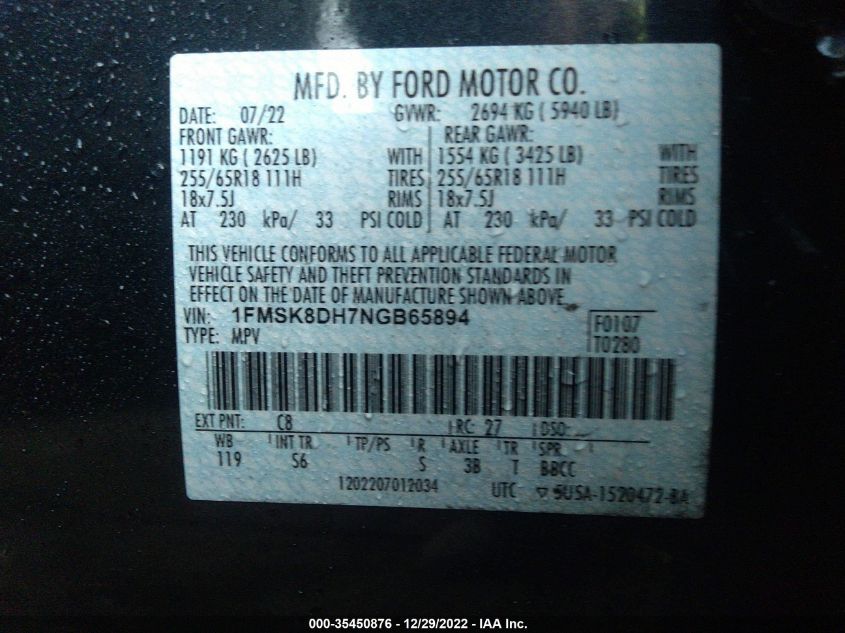 MFD. BY FORD MOTOR CO.
DATE: 07/22 GVWR: 2694 KG ( 5940 LB)
FRONT GAWR: REAR GAWR:
1191 KG ( 2625 LB) WITH 1554 KG ( 3425 LB) WITH
255/65R18 111H TIRES 255/65R18 111H TIRES
18x7.5J RIMS 18x7.5J RIMS
AT 230 kPa/ 33 PSI COLD AT 230 kPa/ 33 PSI COLD
THIS VEHICLE CONFORMS TO ALL APPLICABLE FEDERAL MOTOR
VEHICLE SAFETY AND THEFT PREVENTION STANDARDS IN
EFFECT ON THE DATE OF MANUFACTURE SHOWN ABOVE.
VIN: 1FMSK8DH7NGB65894 F0107
TYPE: MPV T0280
EXT PNT: C8 RC: 27 DSO:
WB INT TR TP/PS R AXLE TR SPR
119 S6 S 3B T BBCC
1202207012034 UTC 5USA-1520472-BA
000-35450876 - 12/29/2022 - IAA Inc.